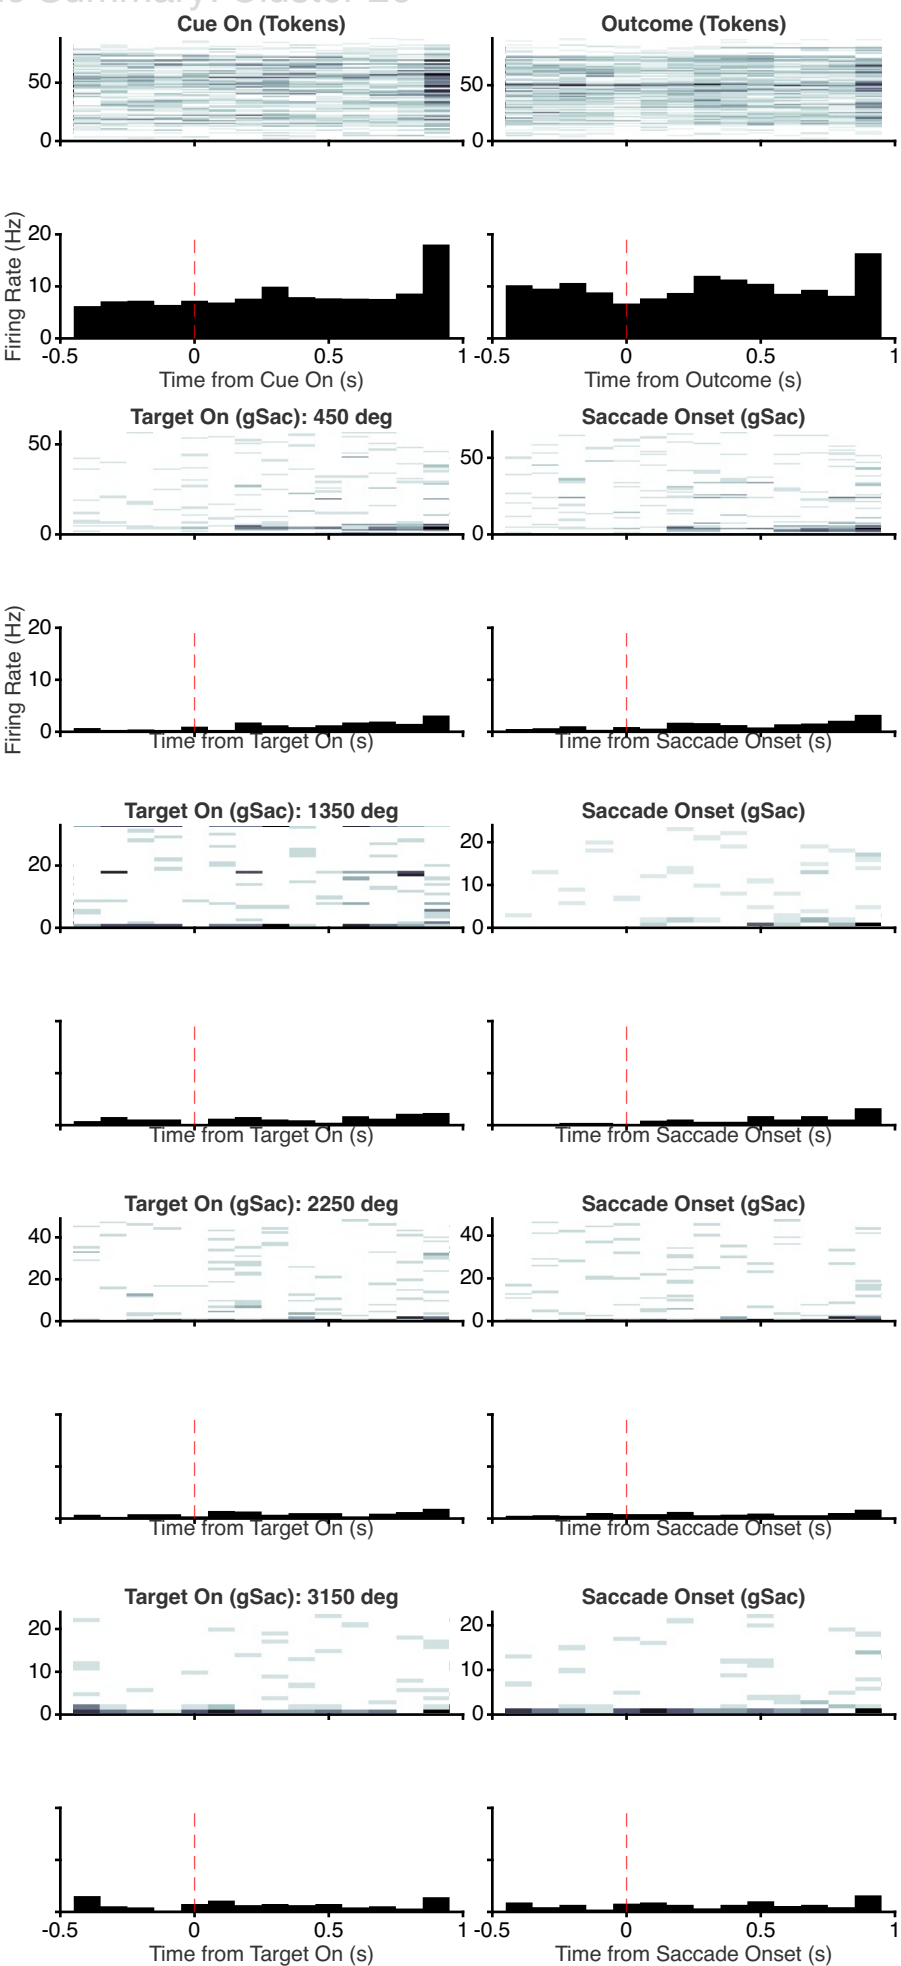 Summary: Cluster
Cue On (Tokens) Outcome (Tokens)
50 50
0 0
Firing Rate (Hz)
20
10
0
-0.5 0 0.5 1 -0.5 0 0.5 1
Time from Cue On (s) Time from Outcome (s)
Target On (gSac): 450 deg Saccade Onset (gSac)
50 50
0 0
Firing Rate (Hz)
20
10
0
Time from Target On (s) Time from Saccade Onset (s)
Target On (gSac): 1350 deg Saccade Onset (gSac)
20 20
10
0 0
Time from Target On (s) Time from Saccade Onset (s)
Target On (gSac): 2250 deg Saccade Onset (gSac)
40 40
20 20
0 0
Time from Target On (s) Time from Saccade Onset (s)
Target On (gSac): 3150 deg Saccade Onset (gSac)
20 20
10 10
0 0
-0.5 0 0.5 1 -0.5 0 0.5 1
Time from Target On (s) Time from Saccade Onset (s)